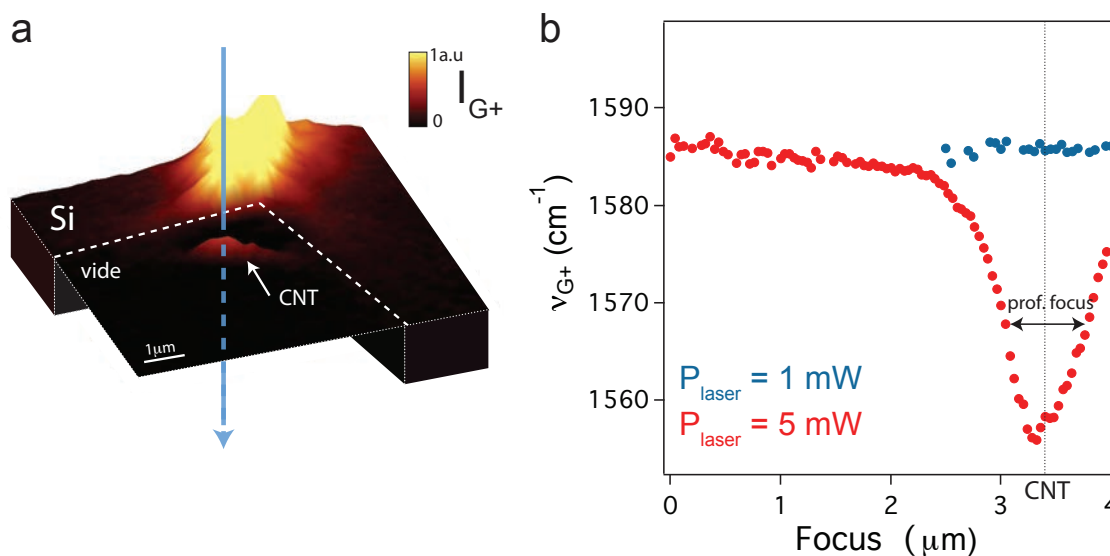 a
1a.u
I G+
0
Si
vide
CNT
1μm
b
ν G+ (cm-1)
1590
1580
1570
1560
prof. focus
P laser = 1 mW
P laser = 5 mW
0
1
2
3
4
CNT
Focus (μm)